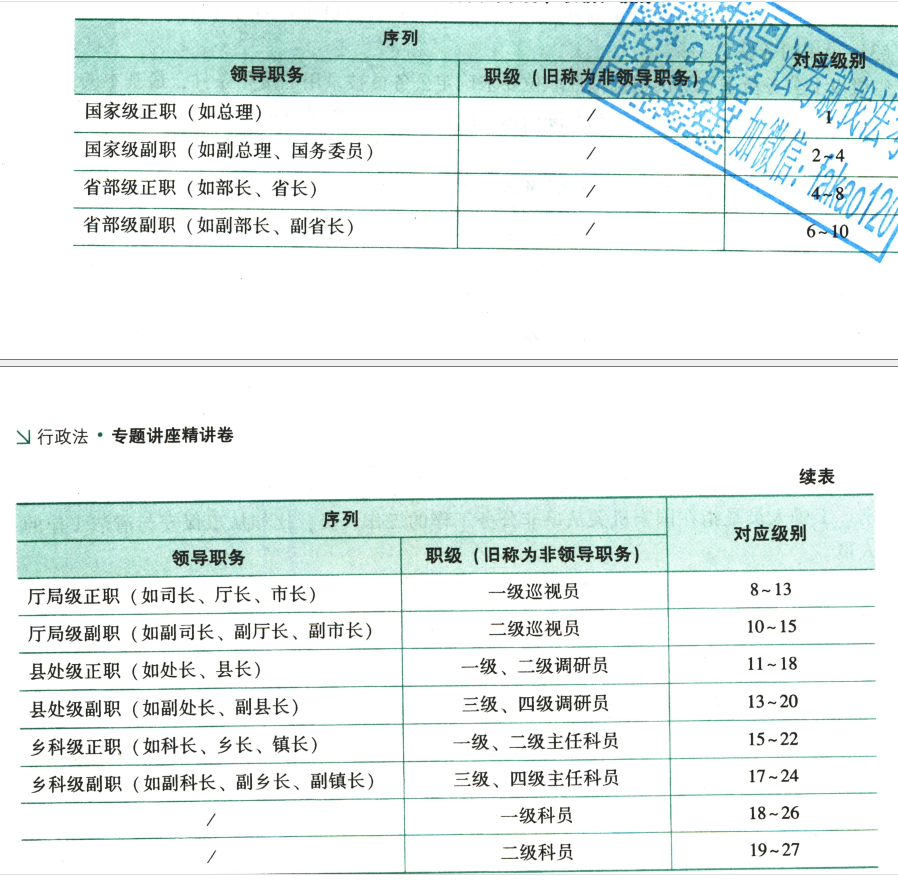 序列
领导职务 职级（旧称为非领导职务） 对应级别
国家级正职（如总理） / 1
国家级副职（如副总理、国务委员） / 2~4
省部级正职（如部长、省长） / 4~8
省部级副职（如副部长、副省长） / 6~10
法考就找法考
加微信：fakao120
行政法·专题讲座精讲卷
续表
序列
领导职务 职级（旧称为非领导职务） 对应级别
厅局级正职（如司长、厅长、市长） 一级巡视员 8~13
厅局级副职（如副司长、副厅长、副市长） 二级巡视员 10~15
县处级正职（如处长、县长） 一级、二级调研员 11~18
县处级副职（如副处长、副县长） 三级、四级调研员 13~20
乡科级正职（如科长、乡长、镇长） 一级、二级主任科员 15~22
乡科级副职（如副科长、副乡长、副镇长） 三级、四级主任科员 17~24
/ 一级科员 18~26
/ 二级科员 19~27